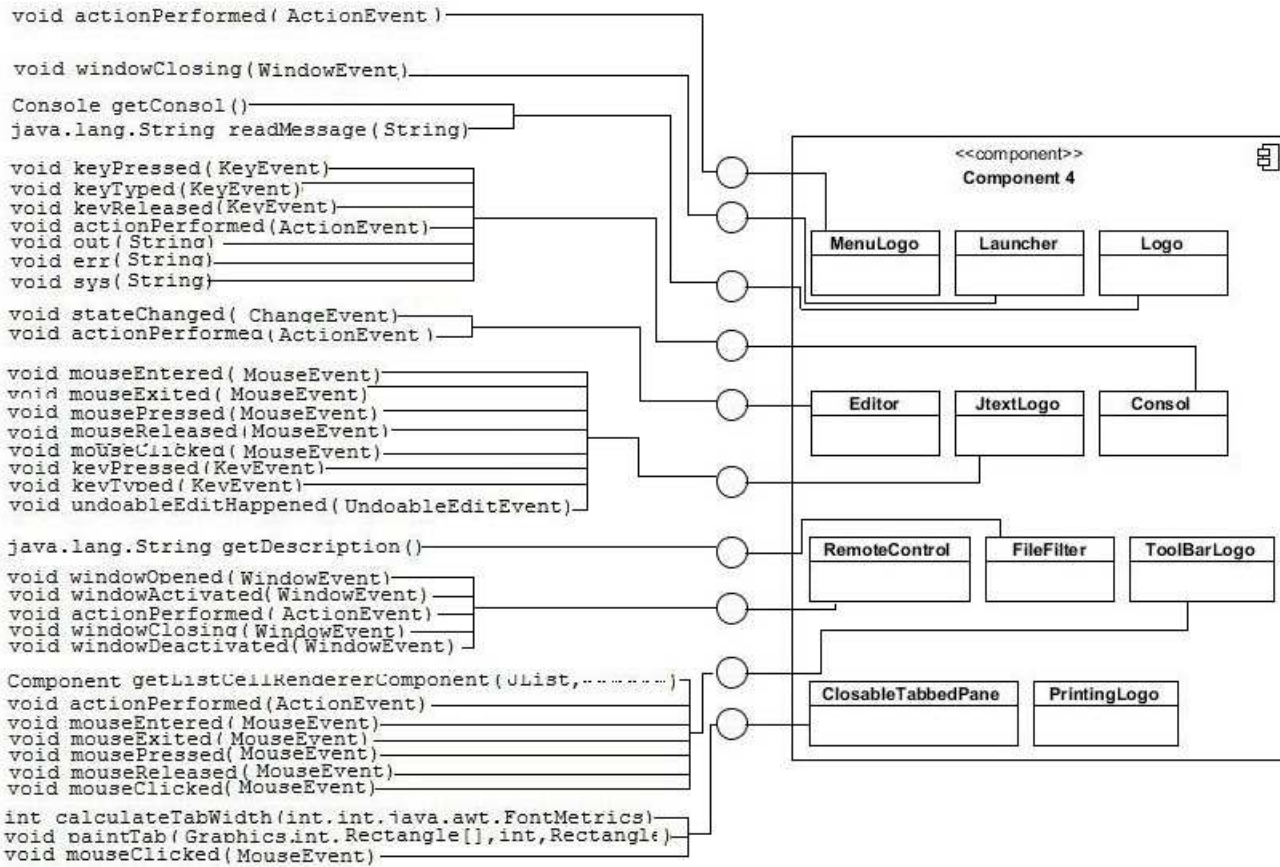 void actionPerformed( ActionEvent )
void windowClosing(WindowEvent)
Console getConsol()
java.lang.String readMessage(String)
void keyPressed(KeyEvent)
void keyTyped(KeyEvent)
void keyReleased(KeyEvent)
void actionPerformed(ActionEvent)
void out( String)
void err( String)
void sys( String)
void stateChanged( ChangeEvent)
void actionPerformed(ActionEvent )
void mouseEntered( MouseEvent)
void mouseExited( MouseEvent)
void mousePressed(MouseEvent)
void mouseReleased(MouseEvent)
void mouseClicked( MouseEvent)
void keyPressed(KeyEvent)
void keyTyped( KeyEvent)
void undoableEditHappened( UndoableEditEvent)
java.lang.String getDescription()
void windowOpened(WindowEvent)
void windowActivated(WindowEvent)
void actionPerformed( ActionEvent)
void windowClosing(WindowEvent)
void windowDeactivated(WindowEvent)
Component getListCellRendererComponent( JList,------)
void actionPerformed(ActionEvent)
void mouseEntered( MouseEvent)
void mouseExited( MouseEvent)
void mousePressed( MouseEvent)
void mouseReleased( MouseEvent)
void mouseClicked( MouseEvent)
int calculateTabWidth(int.int.java.awt.FontMetrics)
void paintTab( Graphics.int. Rectangle[],int,Rectangle )
void mouseClicked(MouseEvent)
<<component>>
Component 4
MenuLogo
Launcher
Logo
Editor
JtextLogo
Consol
RemoteControl
FileFilter
ToolBarLogo
ClosableTabbedPane
PrintingLogo